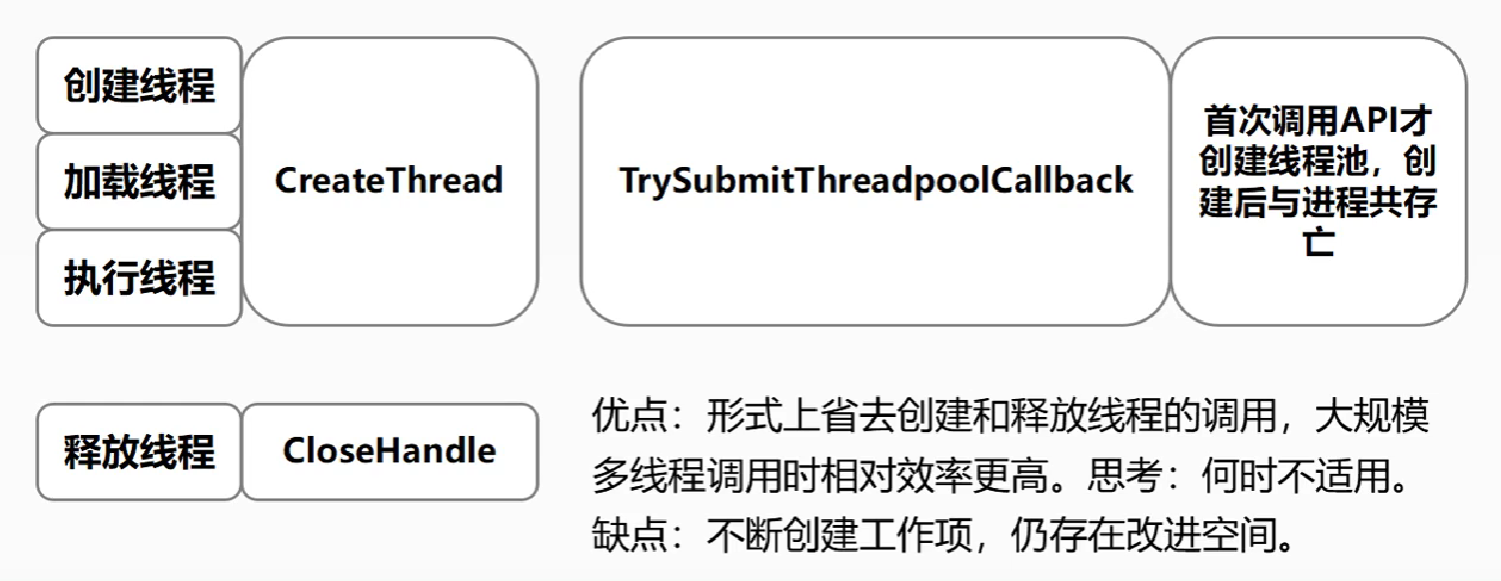 创建线程
加载线程
执行线程
CreateThread
TrySubmitThreadpoolCallback
首次调用API才
创建线程池，创
建后与进程共存
亡
释放线程
CloseHandle
优点：形式上省去创建和释放线程的调用，大规模
多线程调用时相对效率更高。思考：何时不适用。
缺点：不断创建工作项，仍存在改进空间。